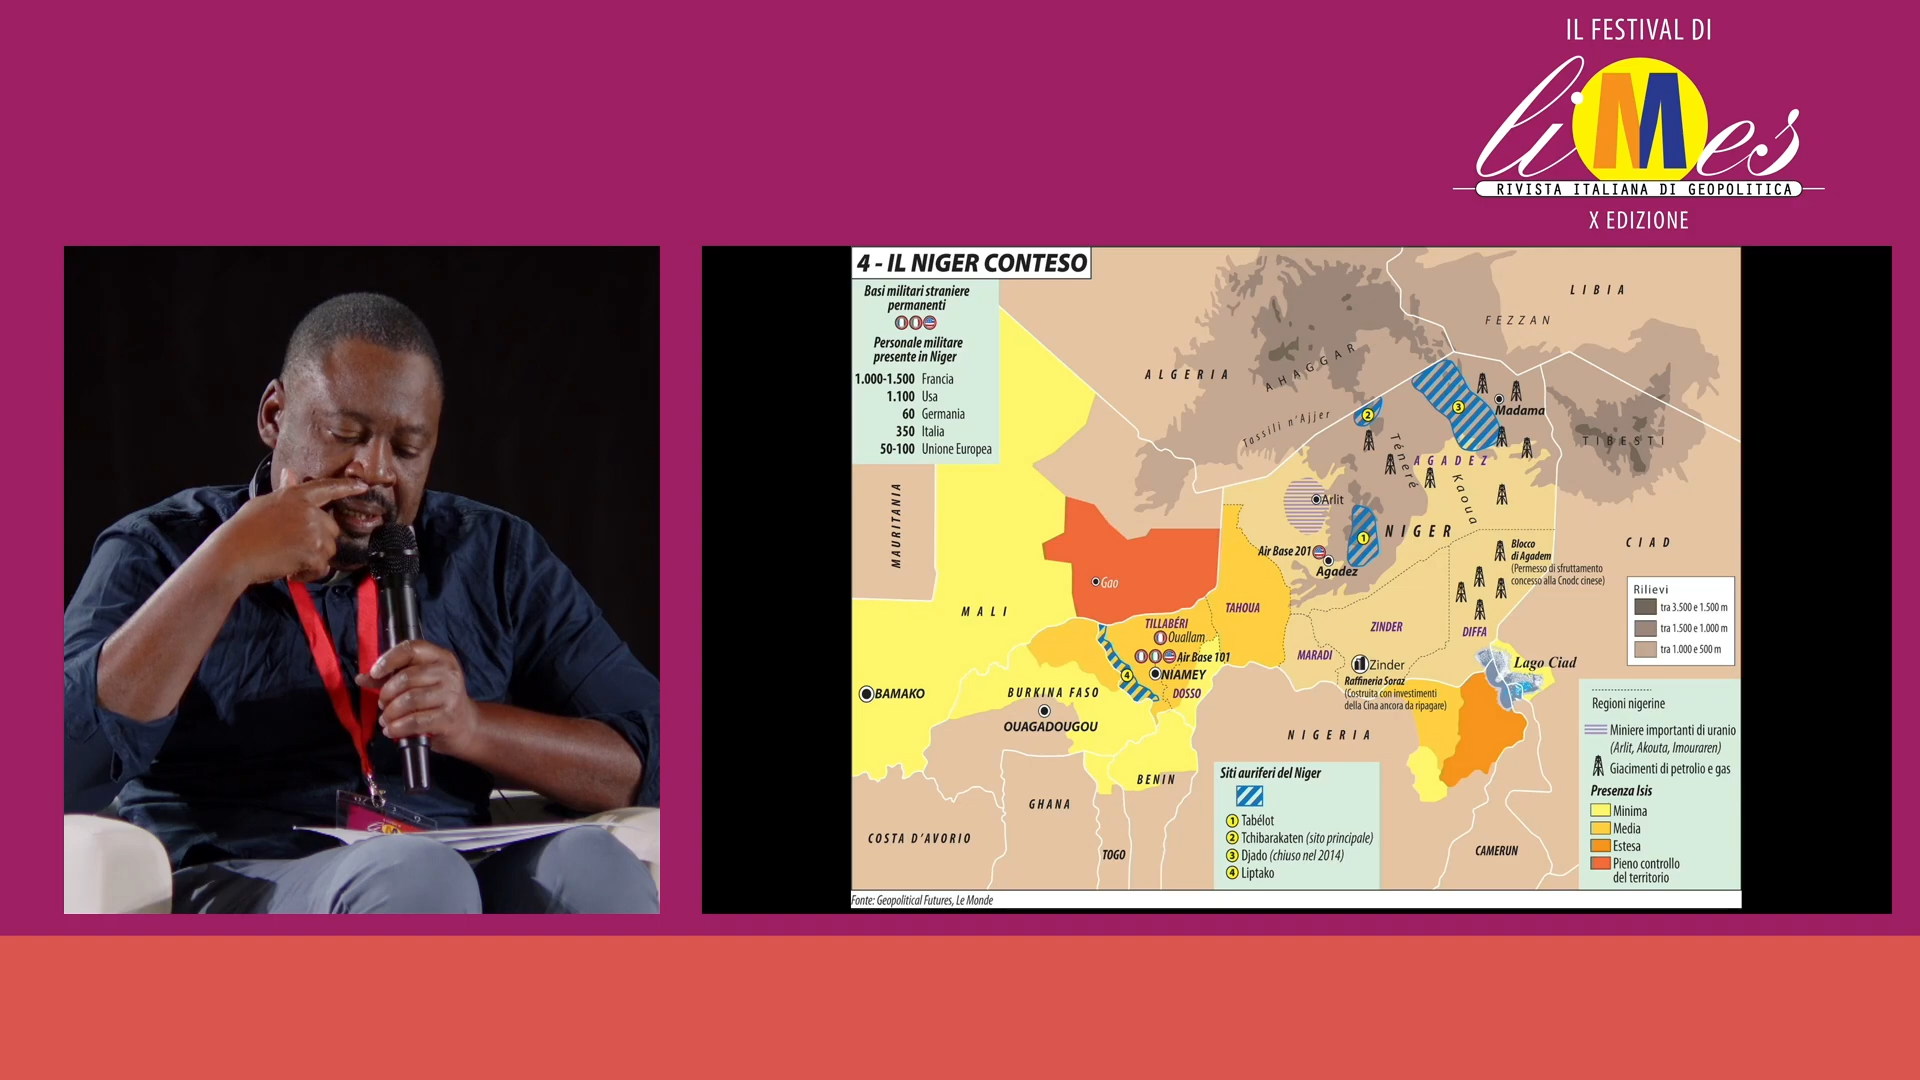 IL FESTIVAL DI
liMes
RIVISTA ITALIANA DI GEOPOLITICA
X EDIZIONE
4 - IL NIGER CONTESO
Basi militari straniere
permanenti
Personale militare
presente in Niger
1.000-1.500 Francia
1.100 Usa
60 Germania
350 Italia
50-100 Unione Europea
LIBIA
FEZZAN
ALGERIA
AHAGGAR
Tassili n'Ajjer
TIBESTI
Madama
2
3
AGADEZ
Ténéré
Kaoua
MAURITANIA
Arlit
NIGER
1
CIAD
Air Base 201
Agadez
Blocco
di Agadem
(Permesso di sfruttamento
concesso alla Cnodc cinese)
Gao
MALI
TAHOUA
TILLABÉRI
Ouallam
Air Base 101
NIAMEY
4
DOSSO
ZINDER
MARADI
DIFFA
Zinder
Raffineria Soraz
(Costruita con investimenti
della Cina ancora da ripagare)
Lago Ciad
BAMAKO
BURKINA FASO
OUAGADOUGOU
NIGERIA
BENIN
GHANA
COSTA D'AVORIO
TOGO
CAMERUN
Rilievi
tra 3.500 e 1.500 m
tra 1.500 e 1.000 m
tra 1.000 e 500 m
Regioni nigerine
Miniere importanti di uranio
(Arlit, Akouta, Imouraren)
Giacimenti di petrolio e gas
Presenza Isis
Minima
Media
Estesa
Pieno controllo
del territorio
Siti auriferi del Niger
1 Tabélot
2 Tchibarakaten (sito principale)
3 Djado (chiuso nel 2014)
4 Liptako
Fonte: Geopolitical Futures, Le Monde